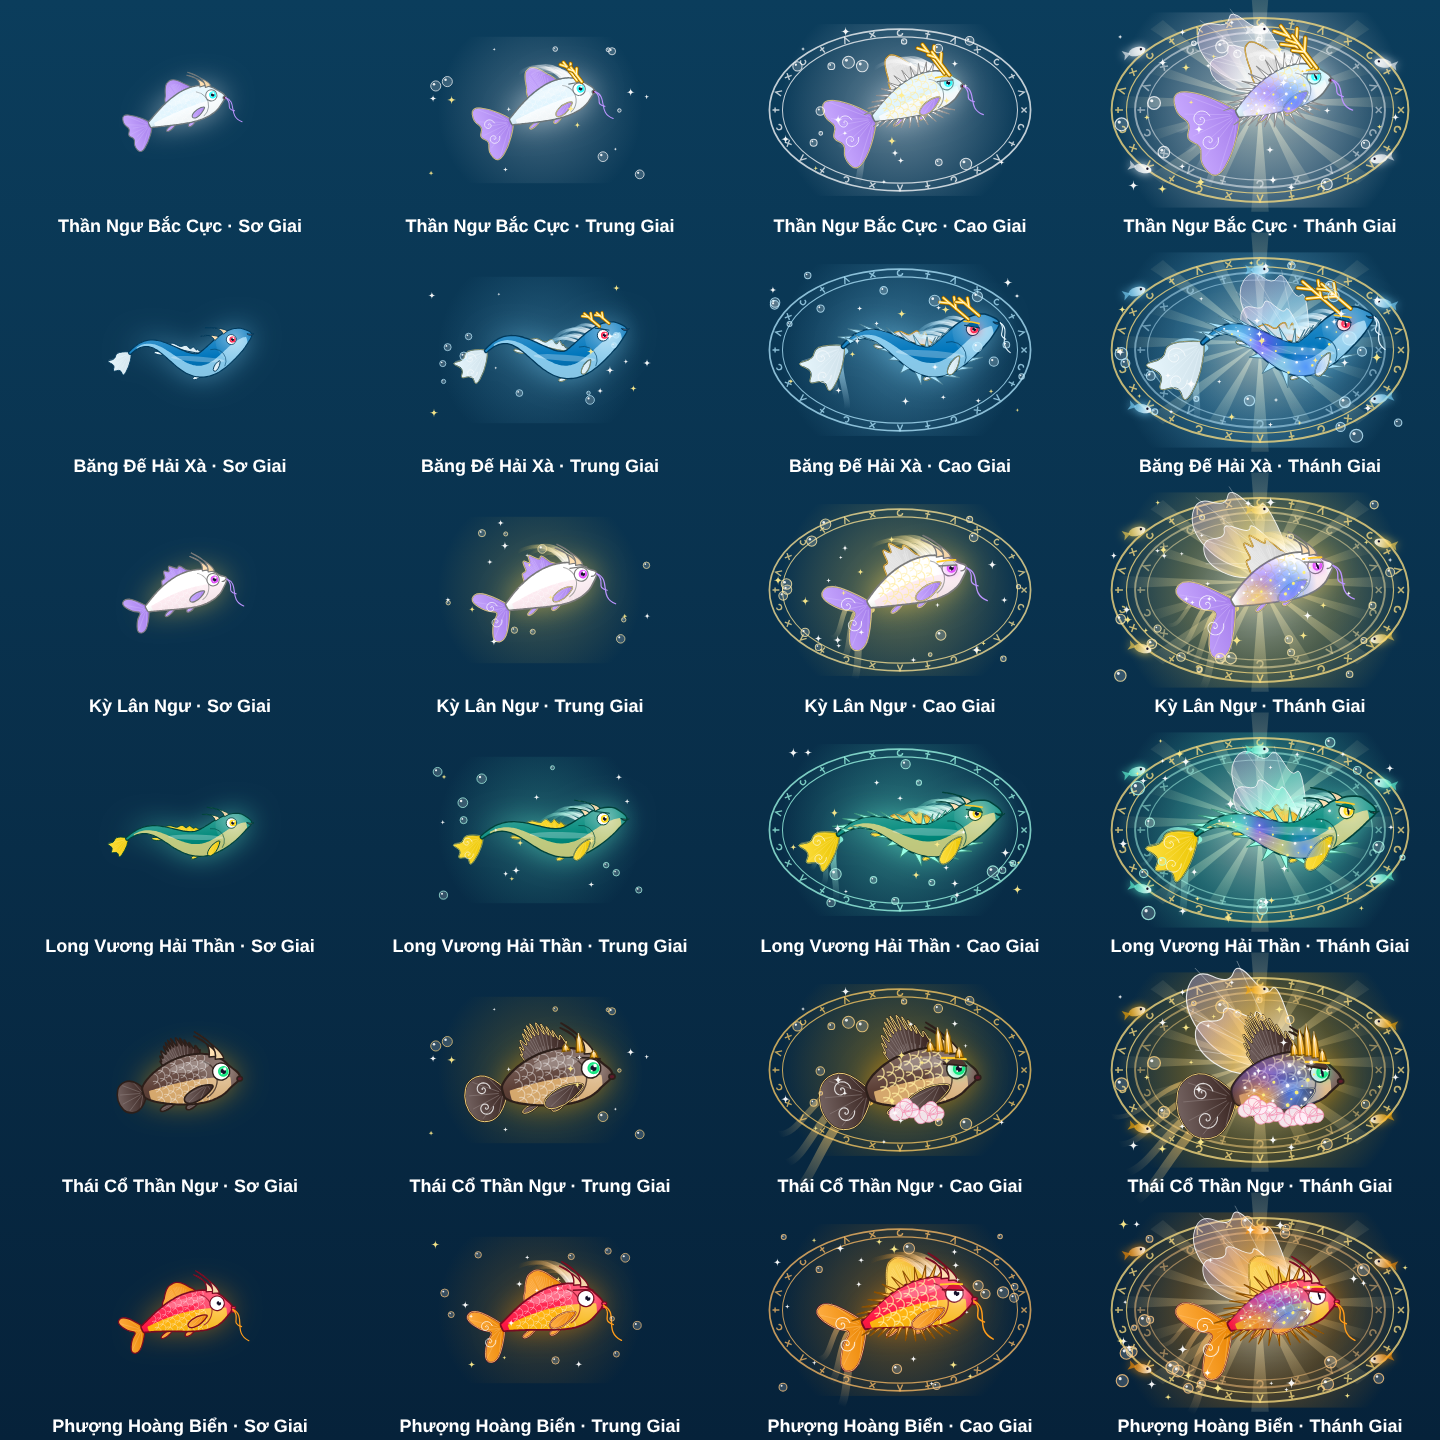 Thần Ngư Bắc Cực · Sơ Giai
Thần Ngư Bắc Cực · Trung Giai
Thần Ngư Bắc Cực · Cao Giai
Thần Ngư Bắc Cực · Thánh Giai
Băng Đế Hải Xà · Sơ Giai
Băng Đế Hải Xà · Trung Giai
Băng Đế Hải Xà · Cao Giai
Băng Đế Hải Xà · Thánh Giai
Kỳ Lân Ngư · Sơ Giai
Kỳ Lân Ngư · Trung Giai
Kỳ Lân Ngư · Cao Giai
Kỳ Lân Ngư · Thánh Giai
Long Vương Hải Thần · Sơ Giai
Long Vương Hải Thần · Trung Giai
Long Vương Hải Thần · Cao Giai
Long Vương Hải Thần · Thánh Giai
Thái Cổ Thần Ngư · Sơ Giai
Thái Cổ Thần Ngư · Trung Giai
Thái Cổ Thần Ngư · Cao Giai
Thái Cổ Thần Ngư · Thánh Giai
Phượng Hoàng Biển · Sơ Giai
Phượng Hoàng Biển · Trung Giai
Phượng Hoàng Biển · Cao Giai
Phượng Hoàng Biển · Thánh Giai